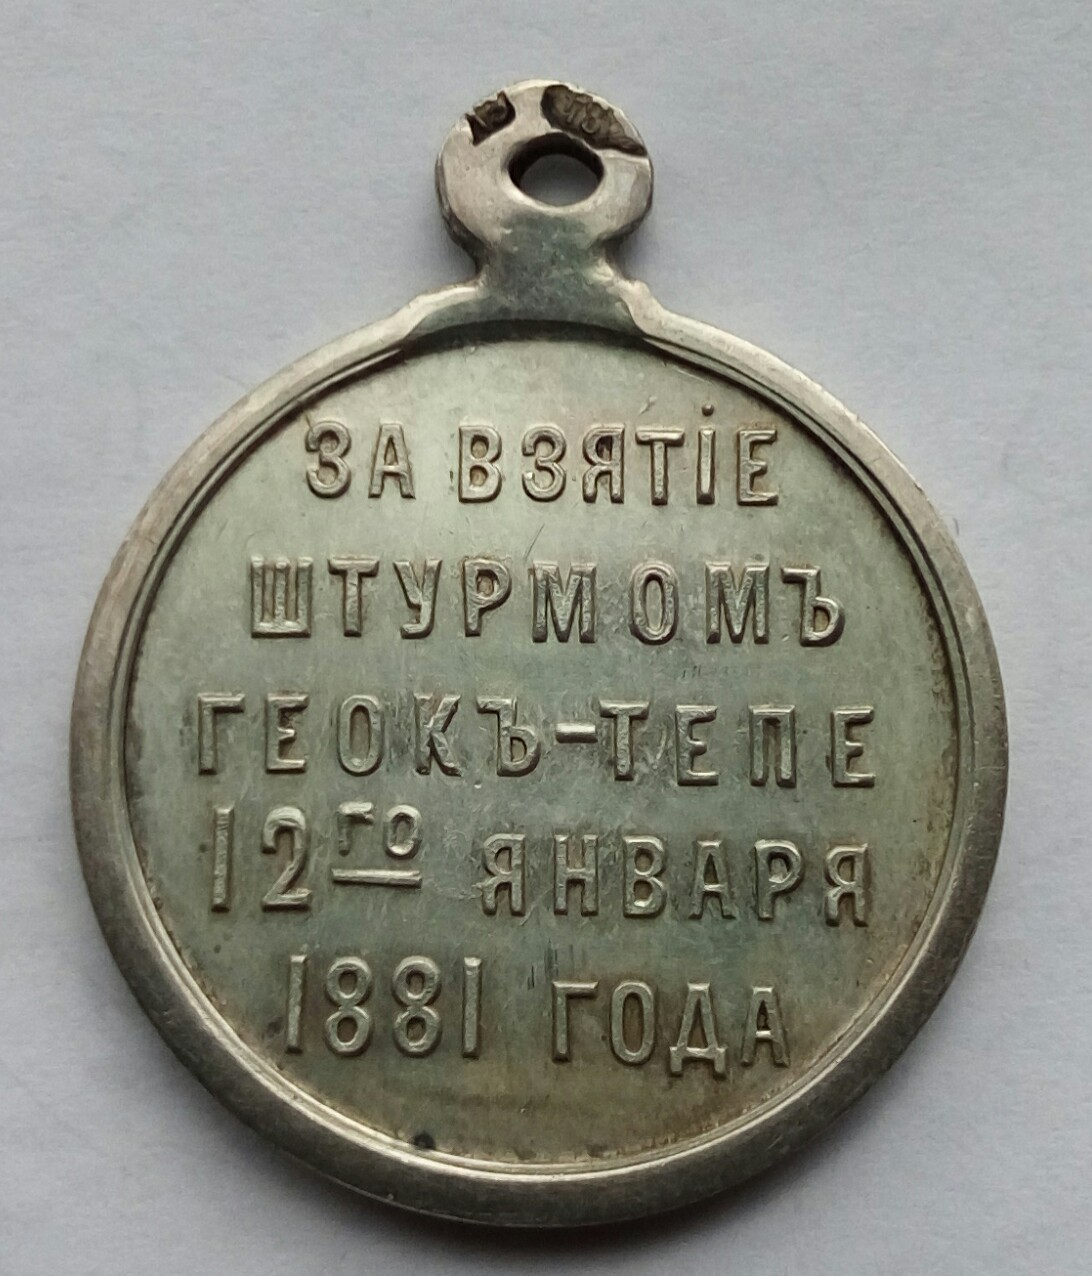 ЗА ВЗЯТІЕ
ШТУРМОМЪ
ГЕОКЪ-ТЕПЕ
12го ЯНВАРЯ
1881 ГОДА